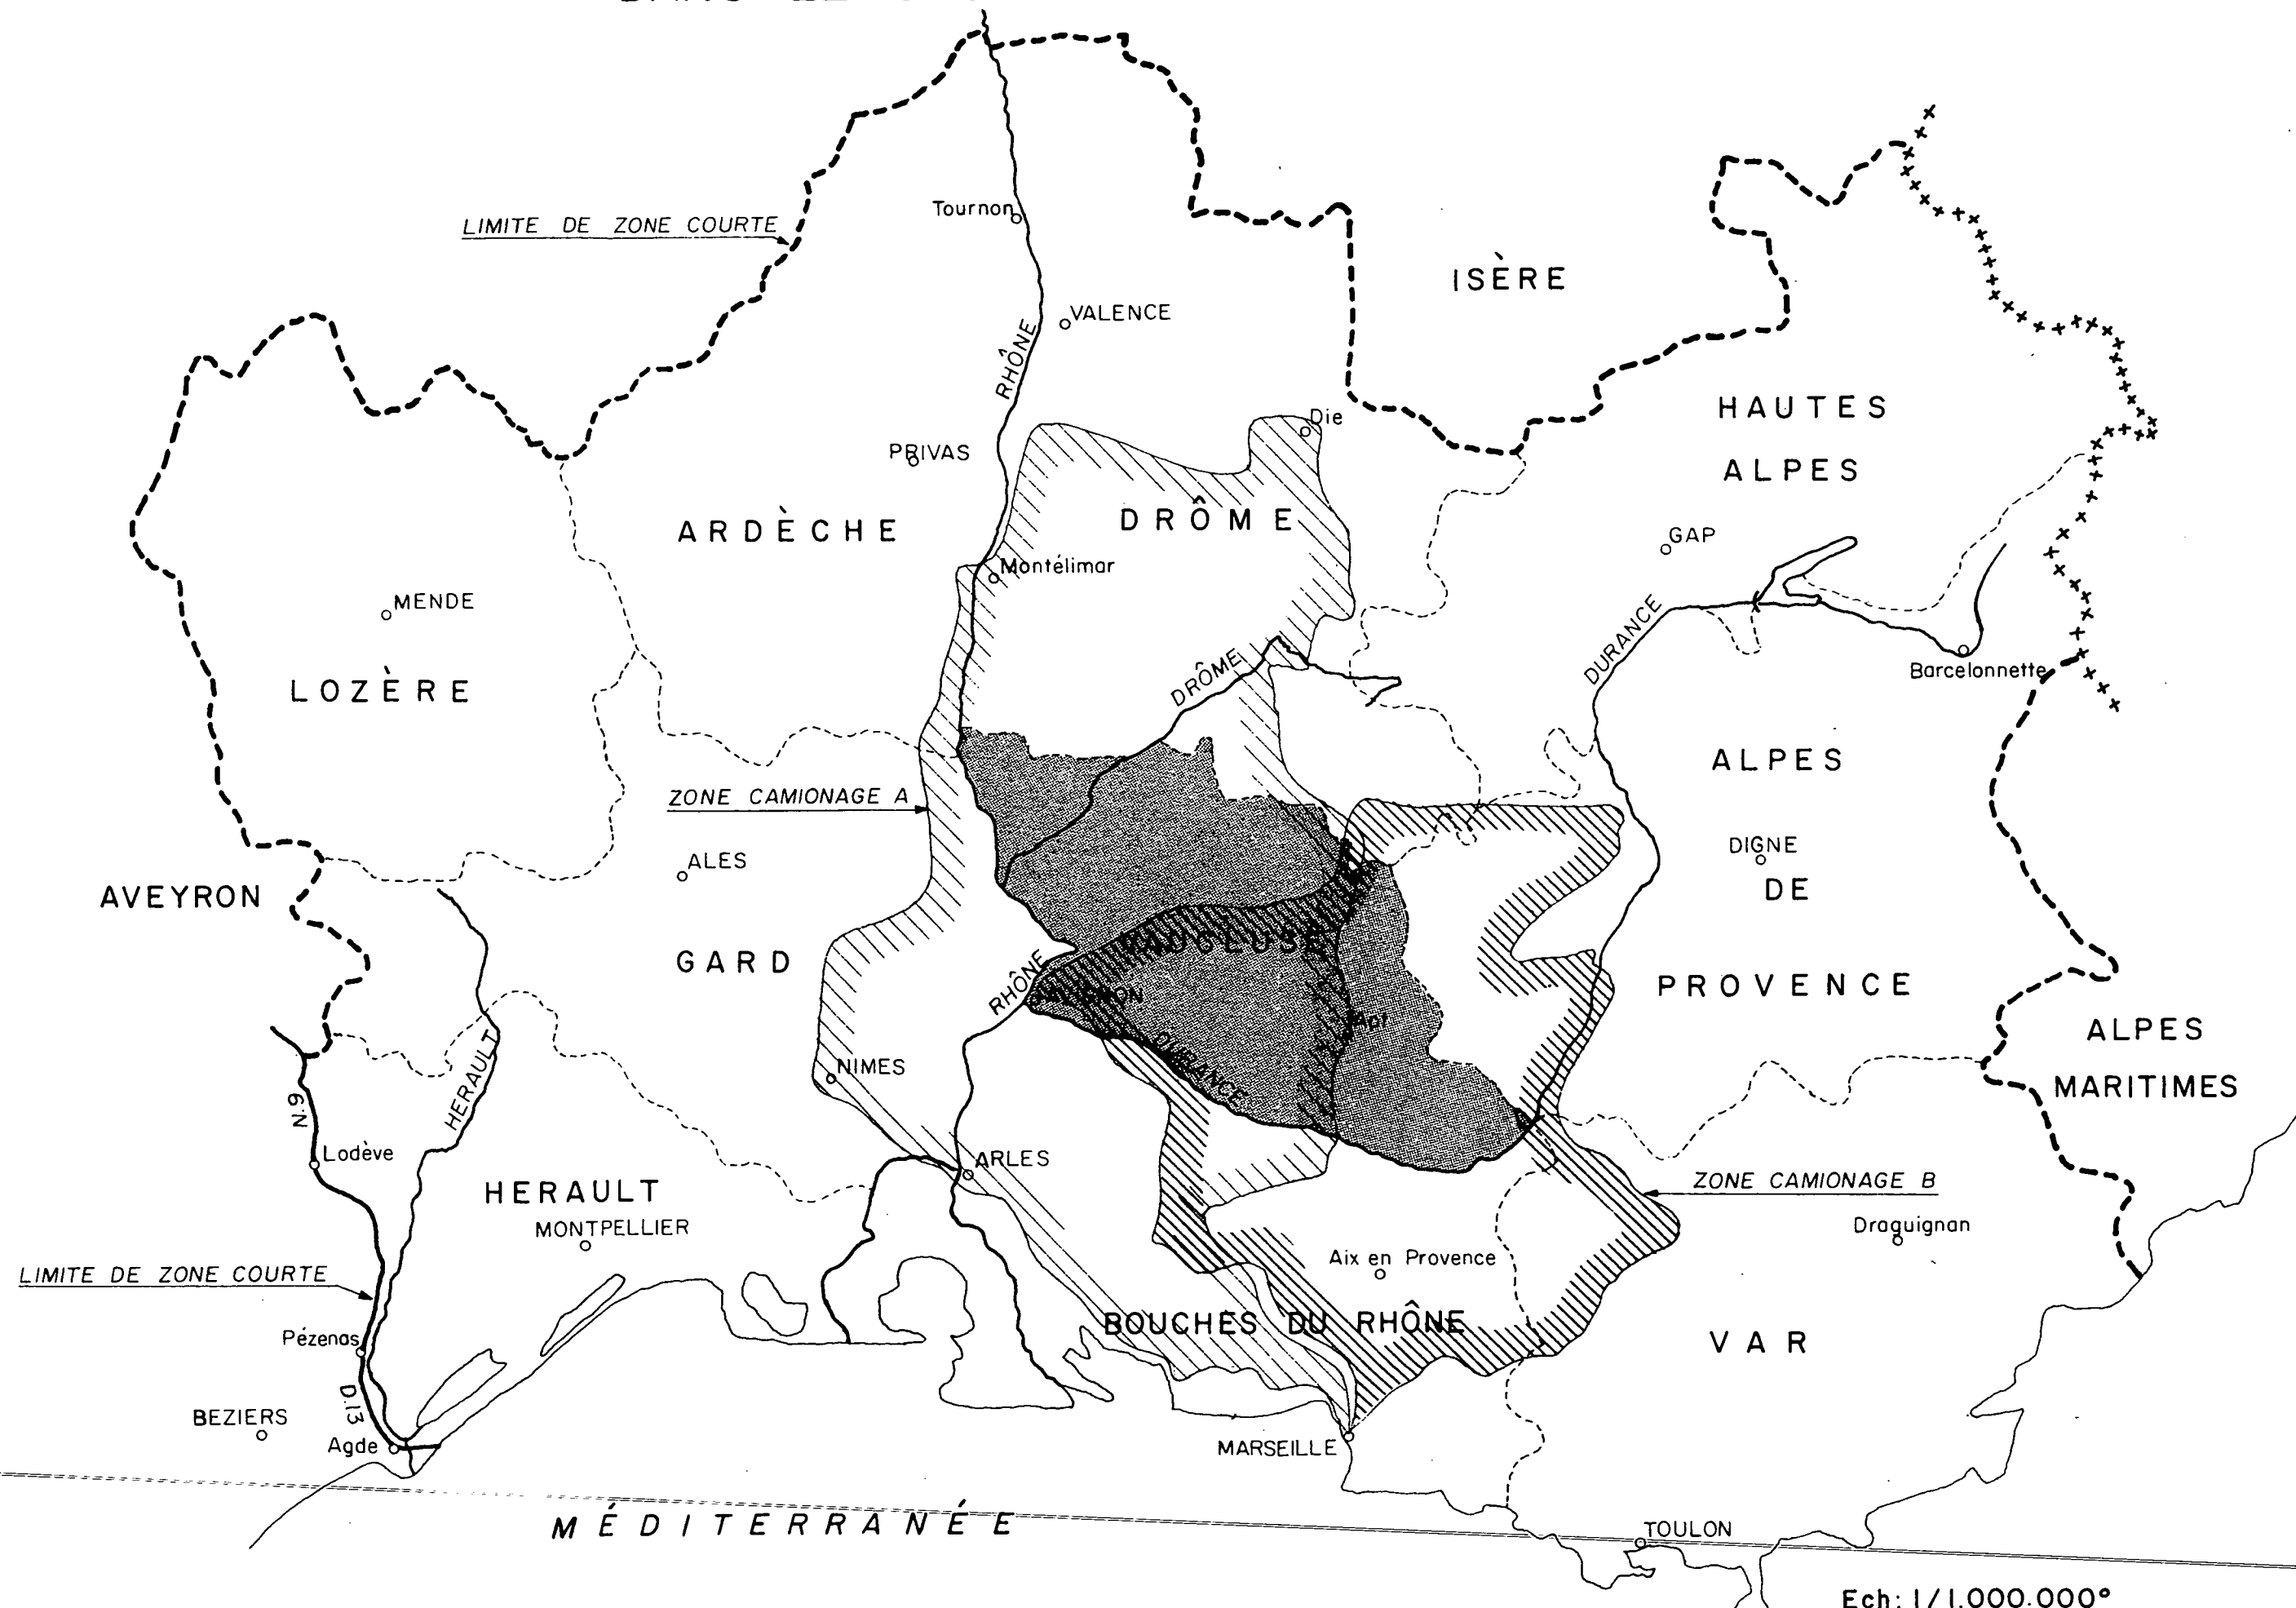 Tournon
LIMITE DE ZONE COURTE
ISÈRE
VALENCE
RHÔNE
HAUTES
ALPES
Die
PRIVAS
ARDÈCHE
DRÔME
GAP
Montélimar
MENDE
DURANCE
Barcelonnette
LOZÈRE
DRÔME
ALPES
ZONE CAMIONAGE A
DIGNE
ALES
DE
AVEYRON
VAUCLUSE
GARD
PROVENCE
RHÔNE
AVIGNON
Apt
ALPES
MARITIMES
DURANCE
NIMES
HERAULT
N.9
Lodève
ARLES
ZONE CAMIONAGE B
HERAULT
MONTPELLIER
Draguignan
Aix en Provence
LIMITE DE ZONE COURTE
BOUCHES DU RHÔNE
Pézenas
VAR
D.13
BEZIERS
Agde
MARSEILLE
MÉDITERRANÉE
TOULON
Ech: 1/1.000.000°